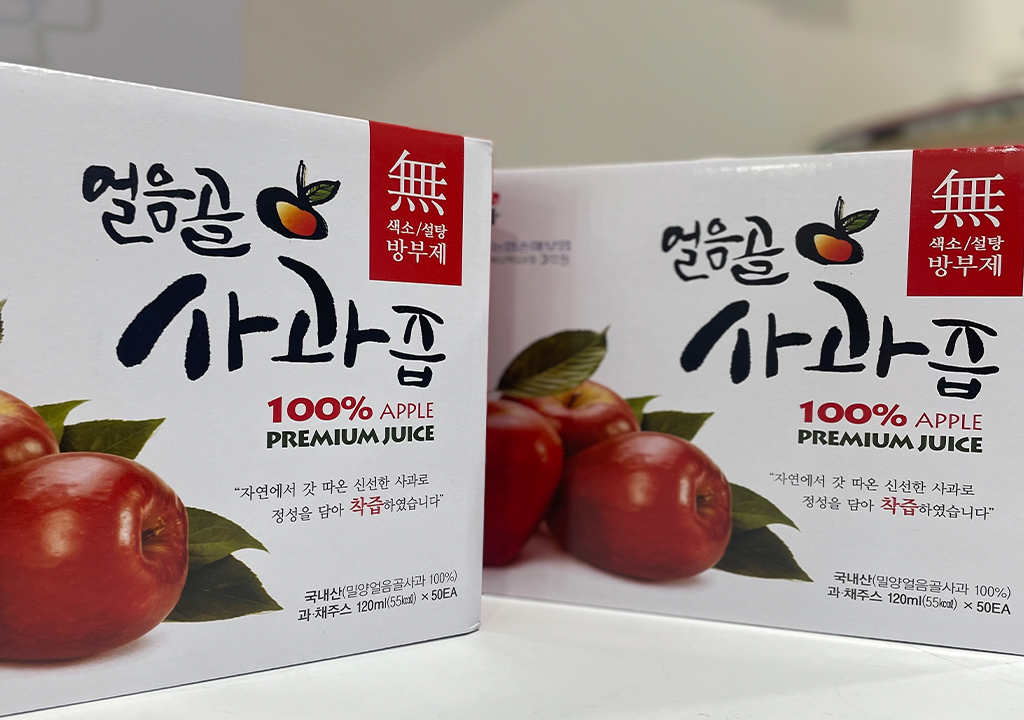 얼음골
사과즙
無
색소/설탕
방부제
100% APPLE
PREMIUM JUICE
“자연에서 갓 따온 신선한 사과로
정성을 담아 착즙하였습니다”
국내산(밀양얼음골사과 100%)
과·채주스 120ml(55㎉) × 50EA
얼음골
사과즙
無
색소/설탕
방부제
100% APPLE
PREMIUM JUICE
“자연에서 갓 따온 신선한 사과로
정성을 담아 착즙하였습니다”
국내산(밀양얼음골사과 100%)
과·채주스 120ml(55㎉) × 50EA